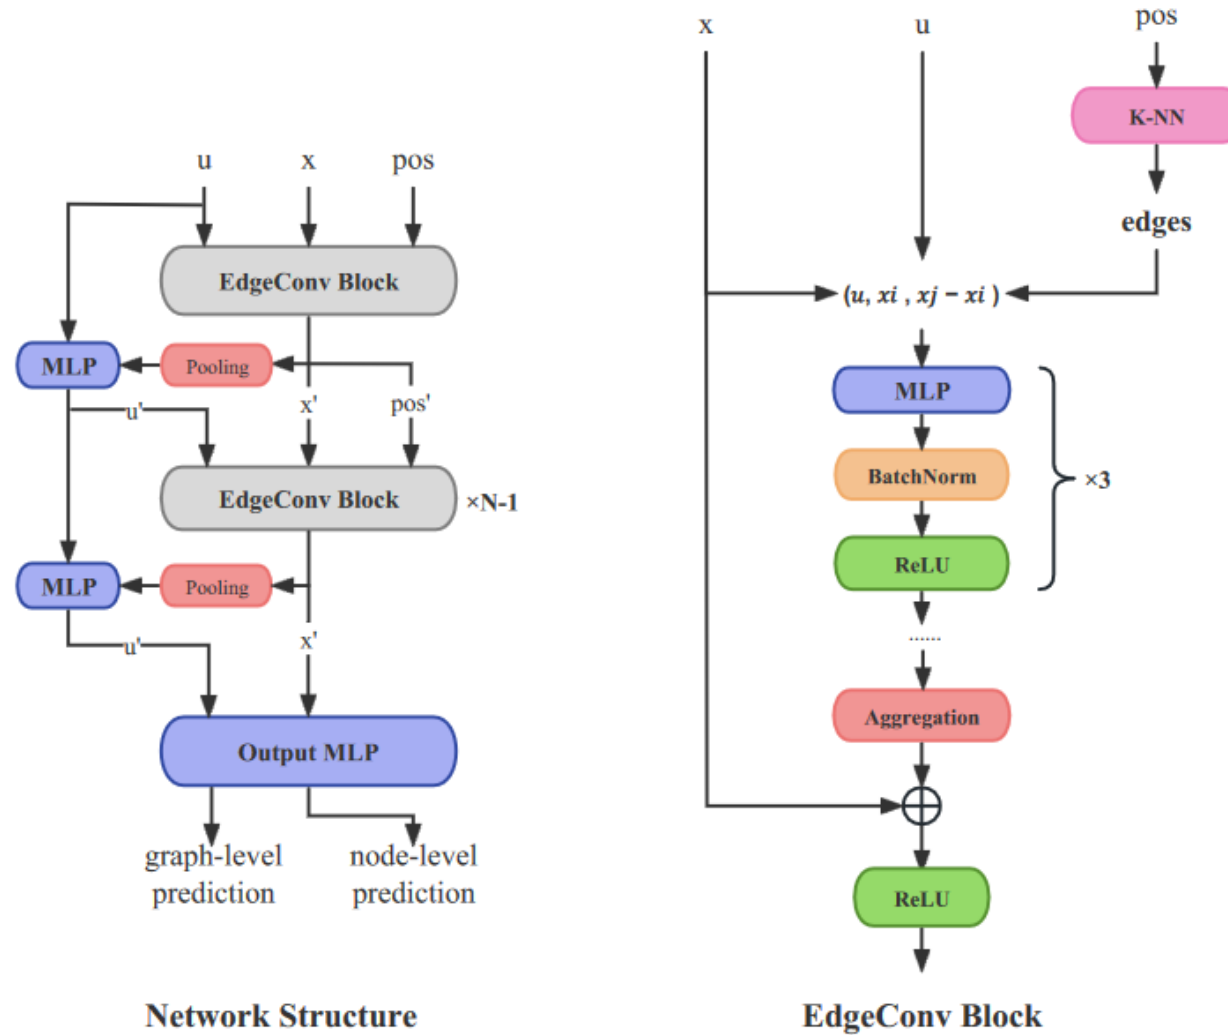 u
x
pos
EdgeConv Block
MLP
Pooling
u'
x'
pos'
EdgeConv Block
×N-1
MLP
Pooling
u'
x'
Output MLP
graph-level
prediction
node-level
prediction
Network Structure
x
u
pos
K-NN
edges
(u, xi , xj − xi )
MLP
BatchNorm
ReLU
×3
......
Aggregation
ReLU
EdgeConv Block